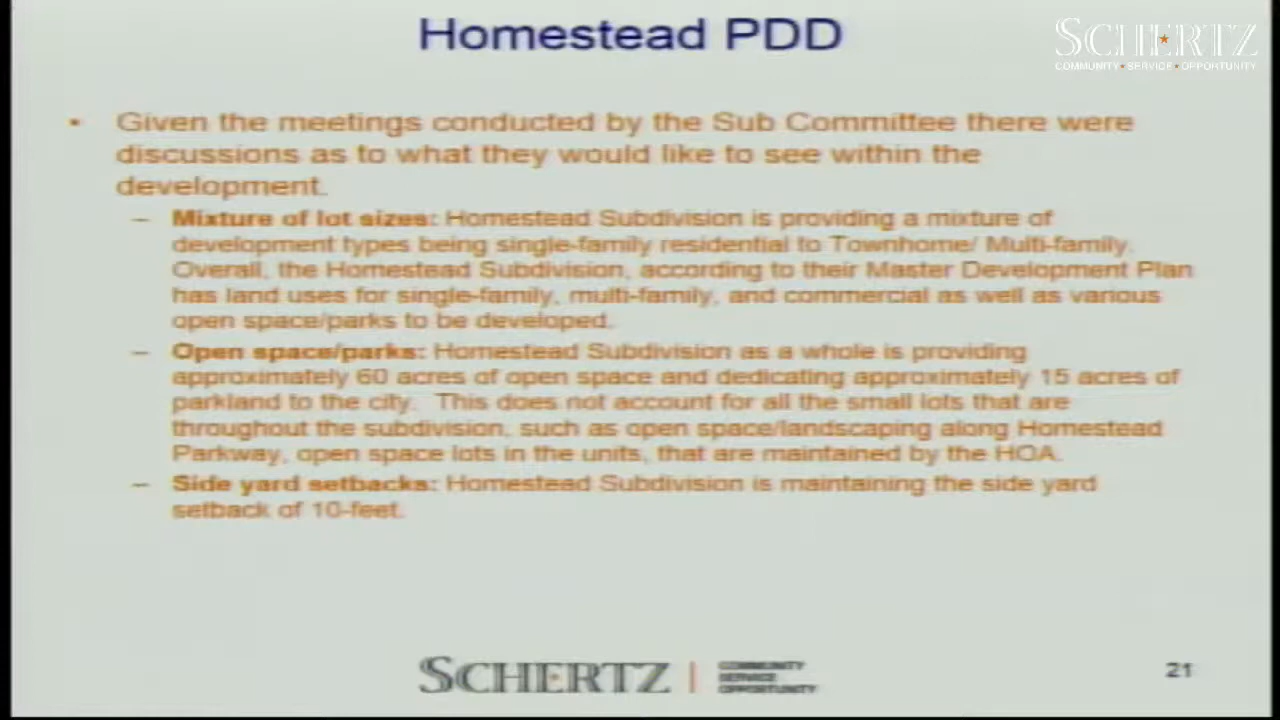 Homestead PDD
SCHERTZ
COMMUNITY★SERVICE★OPPORTUNITY
• Given the meetings conducted by the Sub Committee there were
discussions as to what they would like to see within the
development.
– Mixture of lot sizes: Homestead Subdivision is providing a mixture of
development types being single-family residential to Townhome/ Multi-family.
Overall, the Homestead Subdivision, according to their Master Development Plan
has land uses for single-family, multi-family, and commercial as well as various
open space/parks to be developed.
– Open space/parks: Homestead Subdivision as a whole is providing
approximately 60 acres of open space and dedicating approximately 15 acres of
parkland to the city. This does not account for all the small lots that are
throughout the subdivision, such as open space/landscaping along Homestead
Parkway, open space lots in the units, that are maintained by the HOA.
– Side yard setbacks: Homestead Subdivision is maintaining the side yard
setback of 10-feet.
SCHERTZ
COMMUNITY
SERVICE
OPPORTUNITY
21